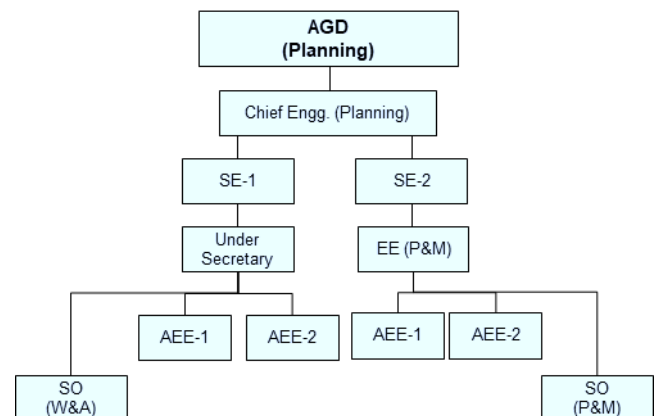 AGD
(Planning)
Chief Engg. (Planning)
SE-1
SE-2
Under
Secretary
EE (P&M)
AEE-1
AEE-2
AEE-1
AEE-2
SO
(W&A)
SO
(P&M)